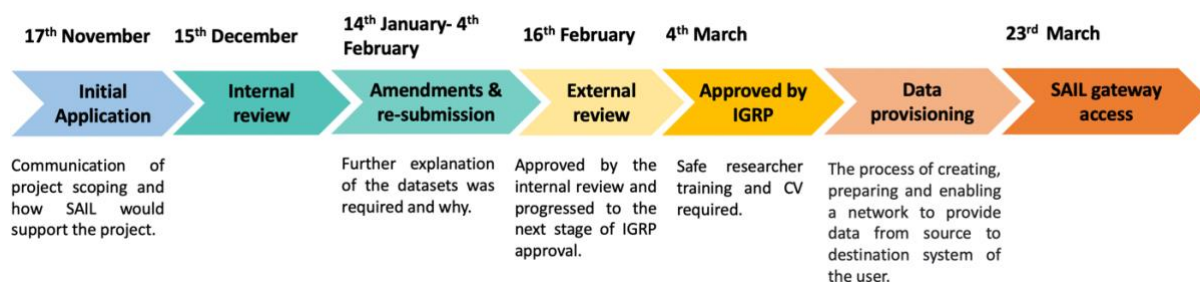 17th November
15th December
14th January- 4th
February
16th February
4th March
23rd March
Initial
Application
Internal
review
Amendments &
re-submission
External
review
Approved by
IGRP
Data
provisioning
SAIL gateway
access
Communication of
project scoping and
how SAIL would
support the project.
Further explanation
of the datasets was
required and why.
Approved by the
internal review and
progressed to the
next stage of IGRP
approval.
Safe researcher
training and CV
required.
The process of creating,
preparing and enabling
a network to provide
data from source to
destination system of
the user.